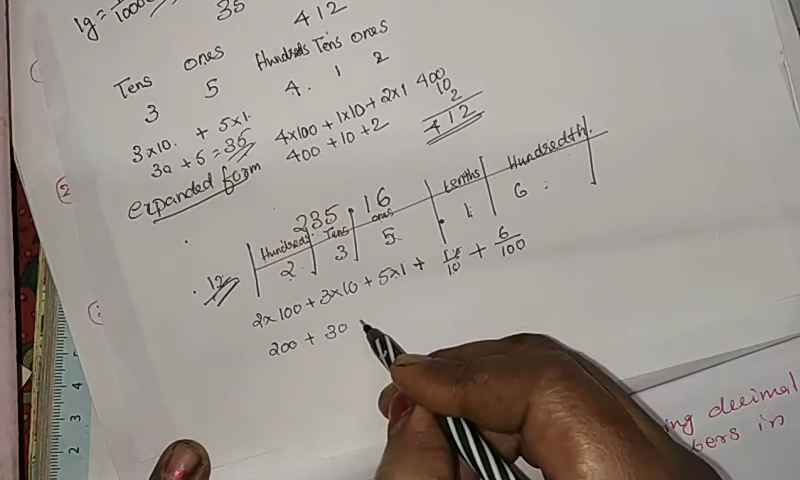 1g = 1000
35 412
Tens ones Hundreds Tens ones
3 5 4. 1 2
3x10. + 5x1. 4x100 + 1x10 + 2x1 400
30 + 5 = 35 400 + 10 + 2 10
2
412
expanded form
235.16
Hundreds Tens ones tenths Hundredth.
12 2. 3 5. . 1. 6
2x100 + 3x10 + 5x1 + 1/10 + 6/100
200 + 30
ing decimal
bers in